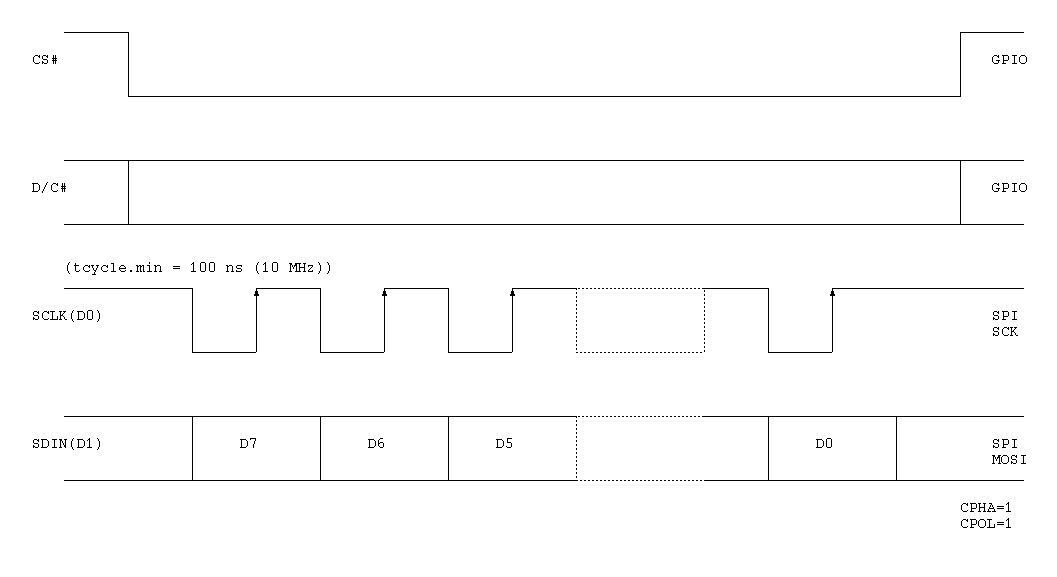 CS#
GPIO
D/C#
GPIO
(tcycle.min = 100 ns (10 MHz))
SCLK(D0)
SPI
SCK
SDIN(D1)
D7
D6
D5
D0
SPI
MOSI
CPHA=1
CPOL=1